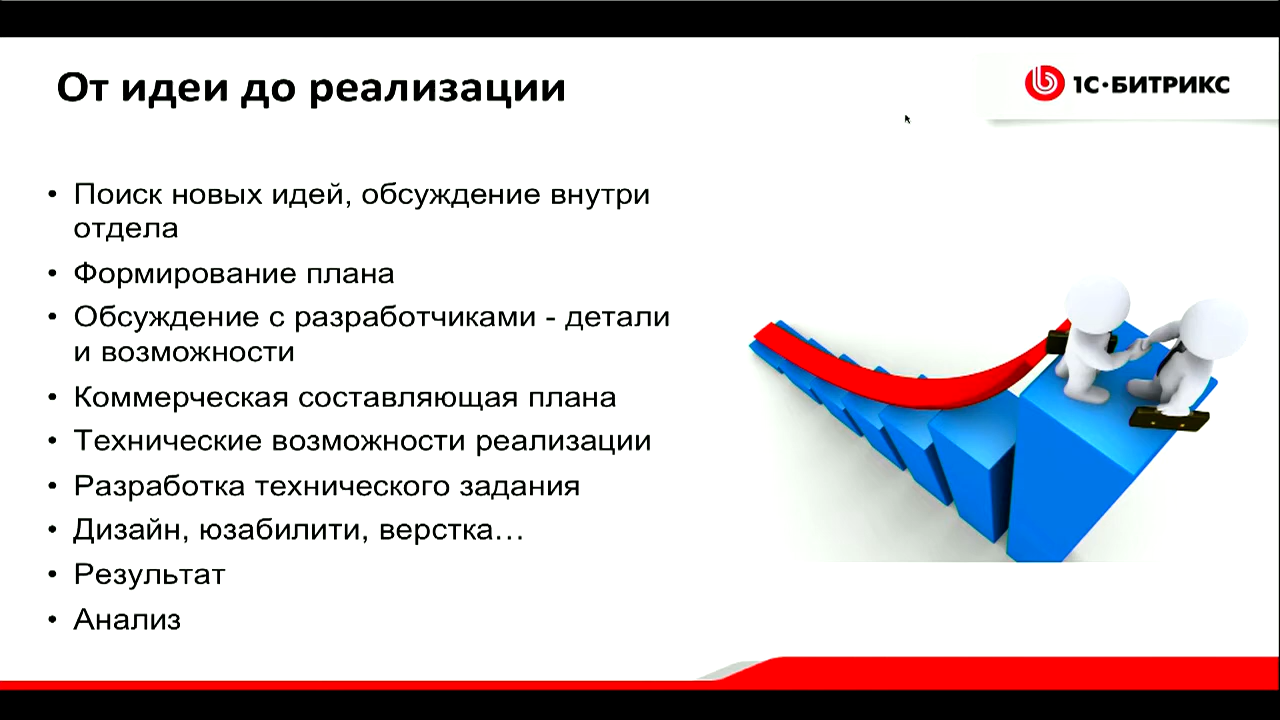 От идеи до реализации
1С·БИТРИКС
• Поиск новых идей, обсуждение внутри
отдела
• Формирование плана
• Обсуждение с разработчиками - детали
и возможности
• Коммерческая составляющая плана
• Технические возможности реализации
• Разработка технического задания
• Дизайн, юзабилити, верстка...
• Результат
• Анализ